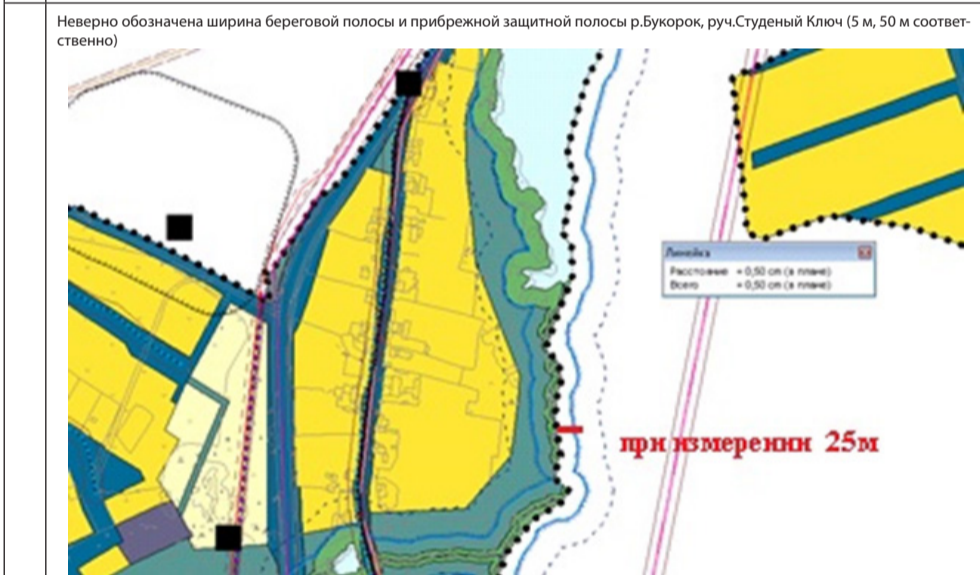 Неверно обозначена ширина береговой полосы и прибрежной защитной полосы р.Букорок, руч.Студеный Ключ (5 м, 50 м соответ-
ственно)
Линейка
Расстояние = 0,50 cm (в плане)
Всего = 0,50 cm (в плане)
при измерении 25м